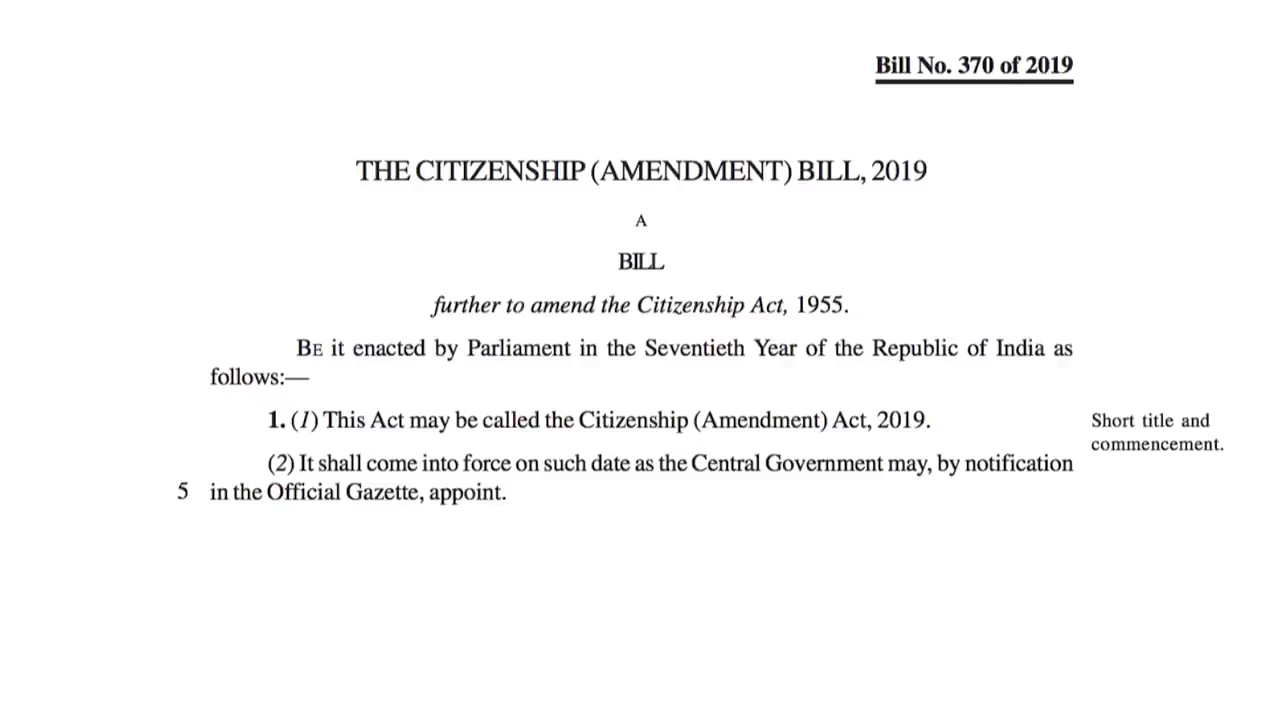 Bill No. 370 of 2019
THE CITIZENSHIP (AMENDMENT) BILL, 2019
A
BILL
further to amend the Citizenship Act, 1955.
BE it enacted by Parliament in the Seventieth Year of the Republic of India as
follows:—
1. (1) This Act may be called the Citizenship (Amendment) Act, 2019.
Short title and
commencement.
(2) It shall come into force on such date as the Central Government may, by notification
5 in the Official Gazette, appoint.